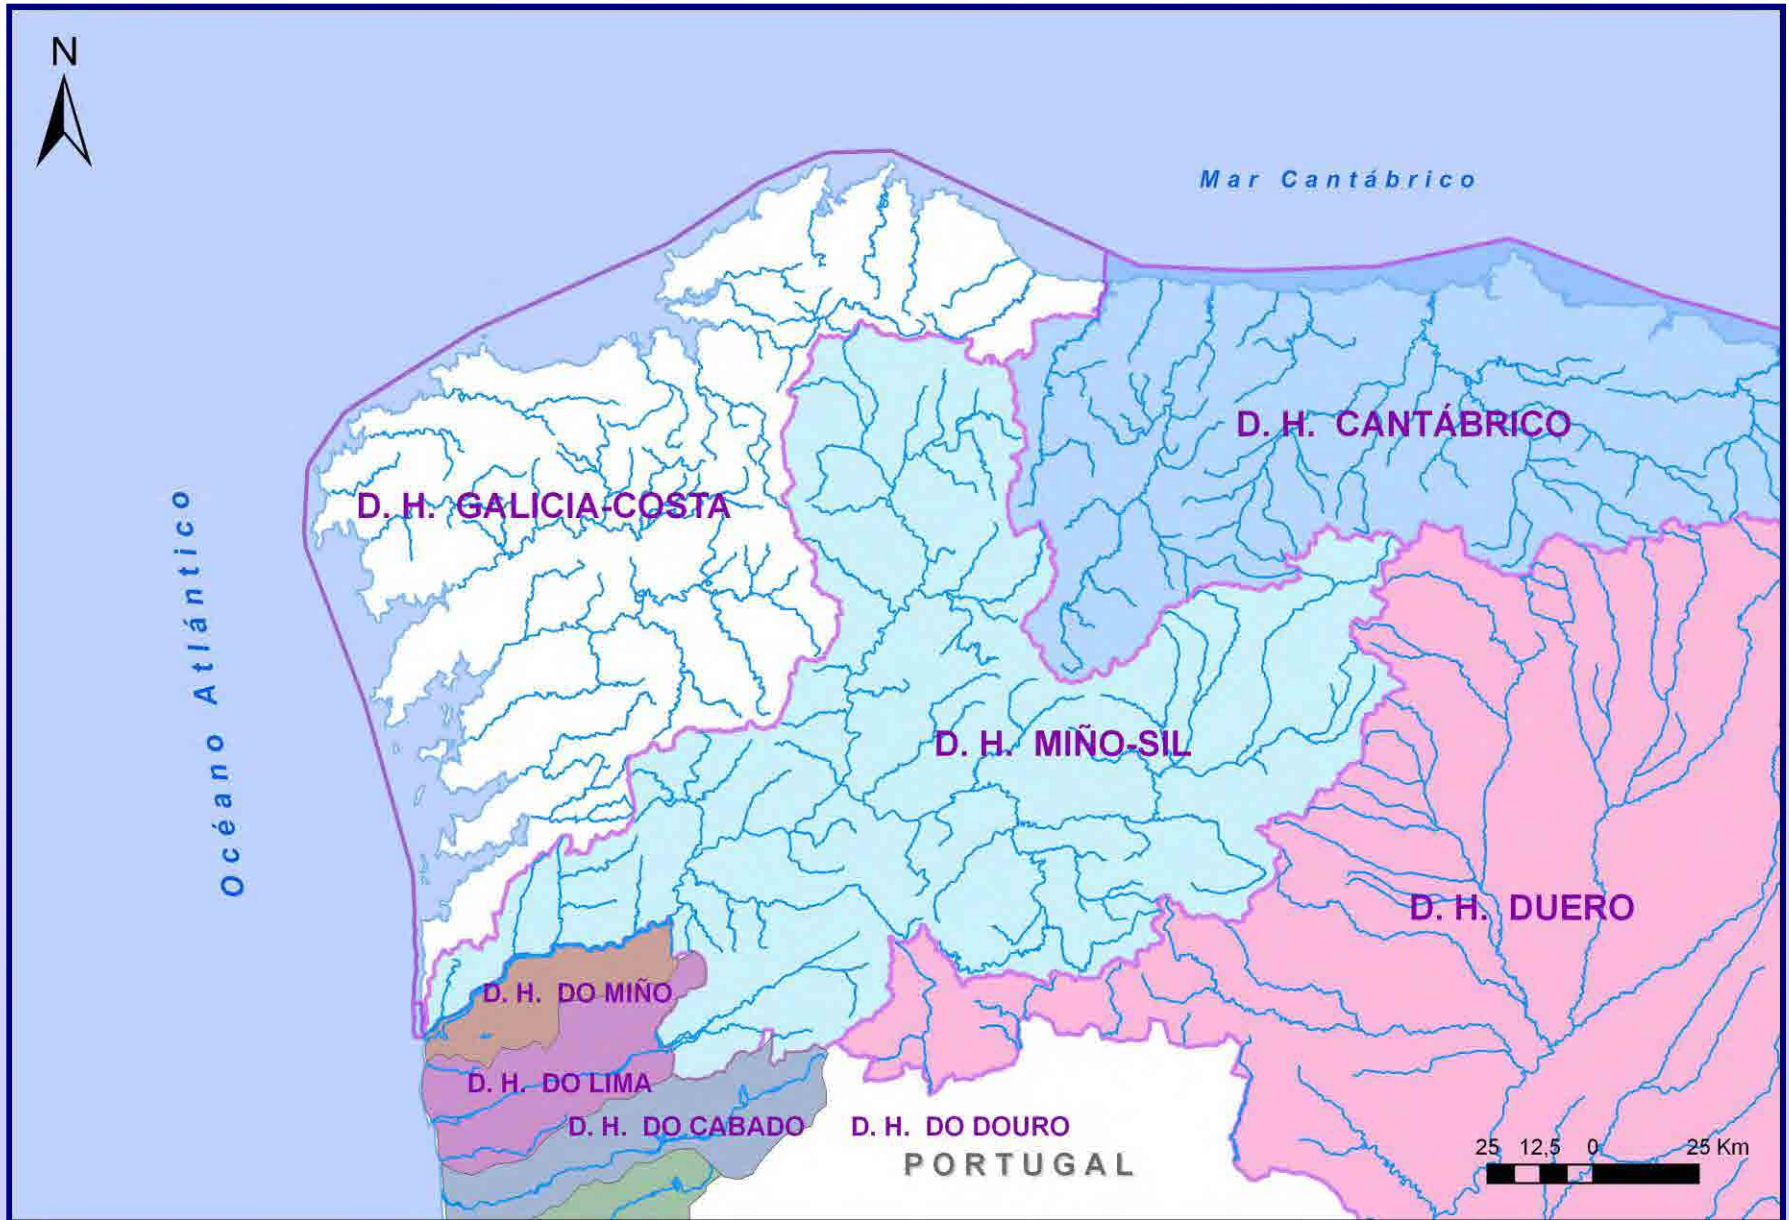 N
Mar Cantábrico
D. H. CANTÁBRICO
D. H. GALICIA-COSTA
Océano Atlántico
D. H. MIÑO-SIL
D. H. DUERO
D. H. DO MIÑO
D. H. DO LIMA
D. H. DO CABADO
D. H. DO DOURO
PORTUGAL
25 12,5 0 25 Km